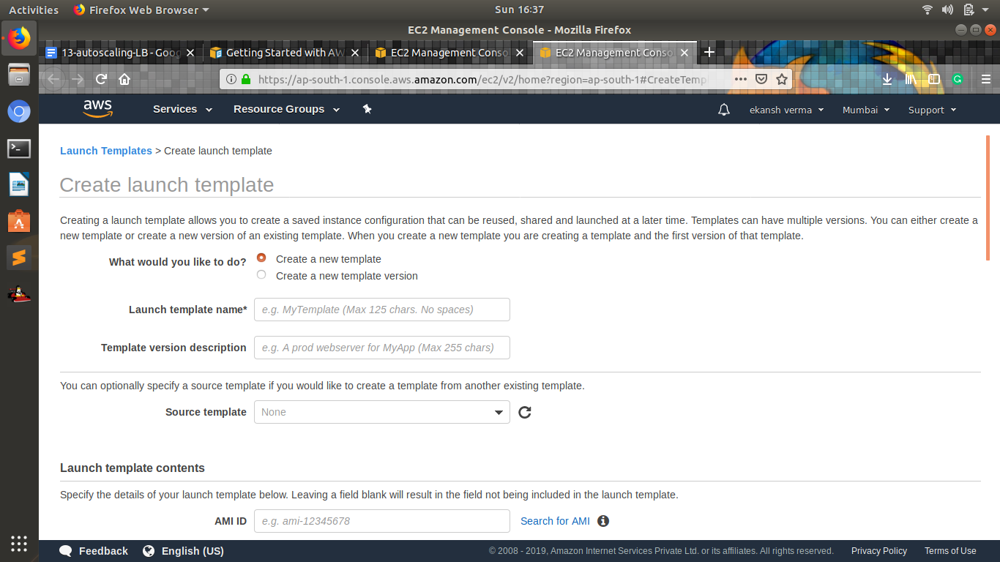 Activities Firefox Web Browser Sun 16:37
EC2 Management Console - Mozilla Firefox
13-autoscaling-LB - Goog Getting Started with AW EC2 Management Conso EC2 Management Conso
https://ap-south-1.console.aws.amazon.com/ec2/v2/home?region=ap-south-1#CreateTemp
aws Services Resource Groups ekansh verma Mumbai Support
Launch Templates > Create launch template
Create launch template
Creating a launch template allows you to create a saved instance configuration that can be reused, shared and launched at a later time. Templates can have multiple versions. You can either create a
new template or create a new version of an existing template. When you create a new template you are creating a template and the first version of that template.
What would you like to do? Create a new template
Create a new template version
Launch template name* e.g. MyTemplate (Max 125 chars. No spaces)
Template version description e.g. A prod webserver for MyApp (Max 255 chars)
You can optionally specify a source template if you would like to create a template from another existing template.
Source template None
Launch template contents
Specify the details of your launch template below. Leaving a field blank will result in the field not being included in the launch template.
AMI ID e.g. ami-12345678 Search for AMI
Feedback English (US) © 2008 - 2019, Amazon Internet Services Private Ltd. or its affiliates. All rights reserved. Privacy Policy Terms of Use